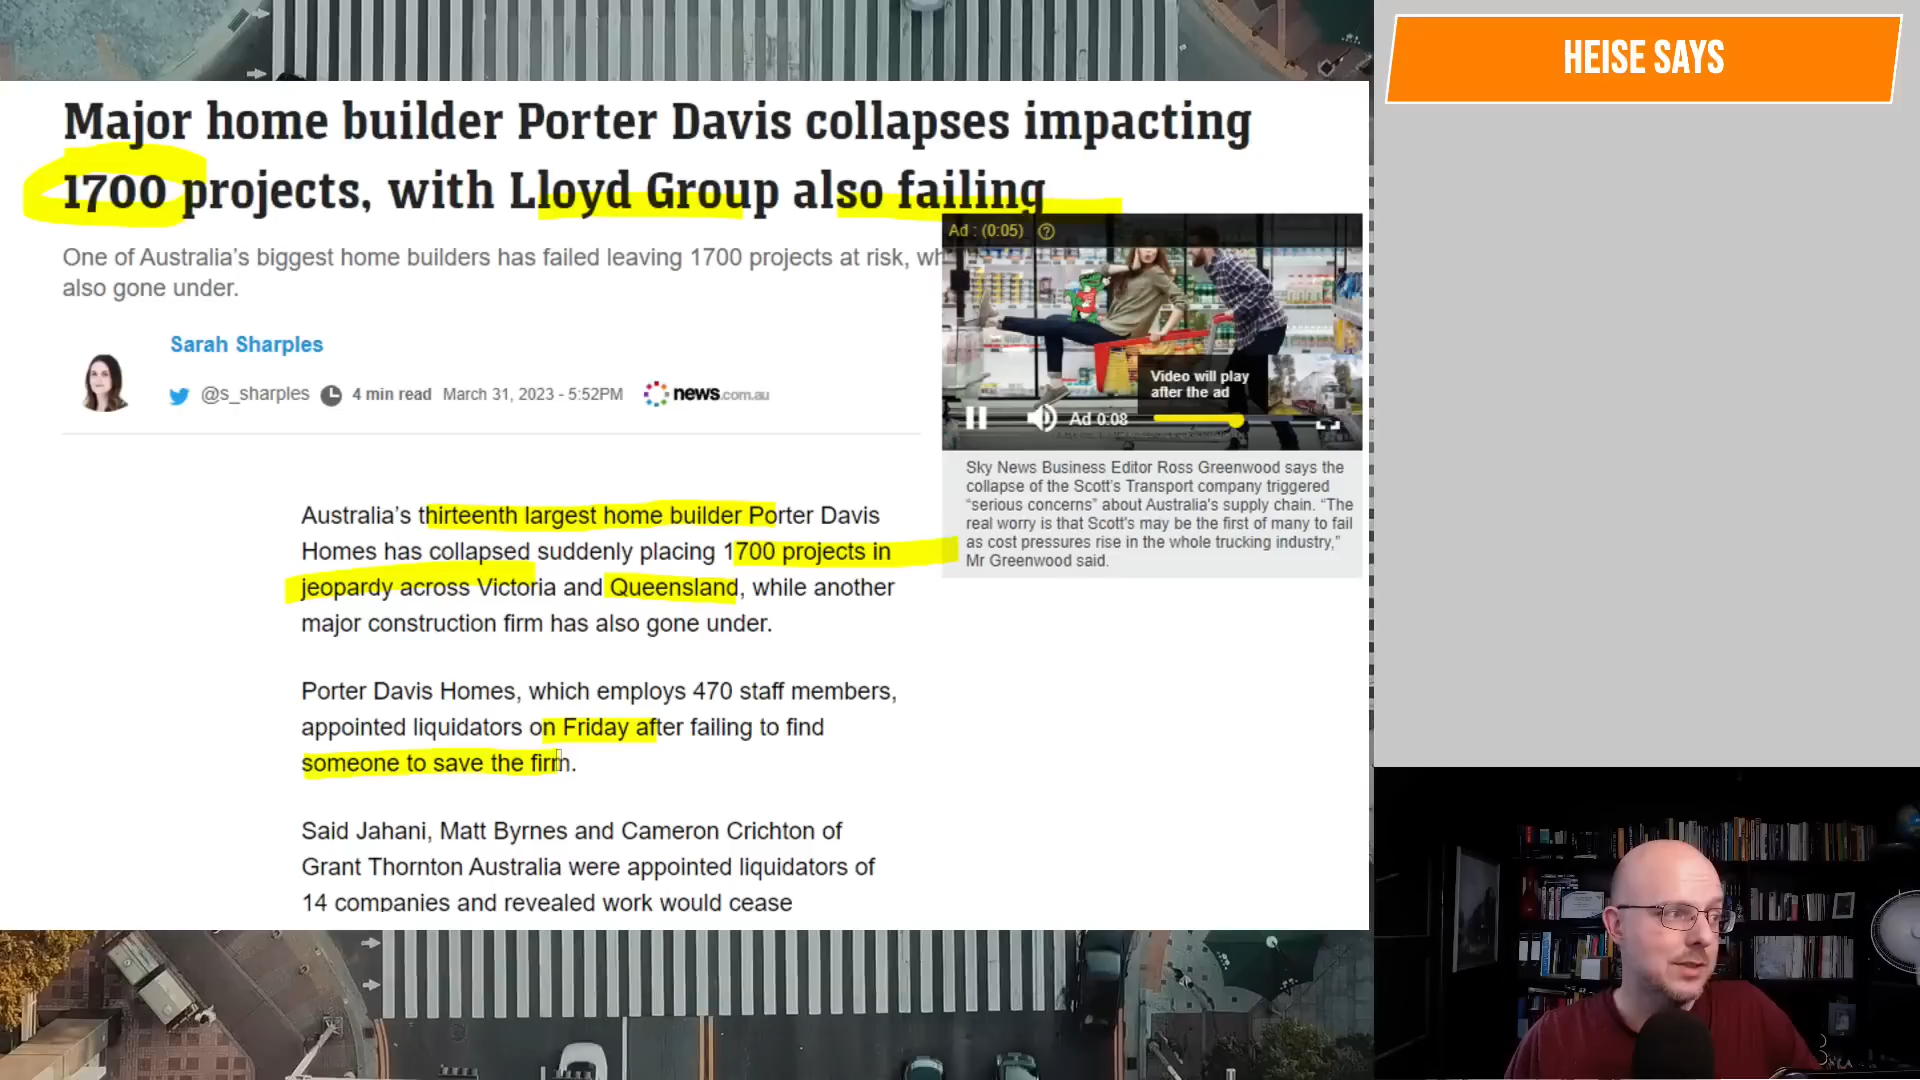 HEISE SAYS
Major home builder Porter Davis collapses impacting
1700 projects, with Lloyd Group also failing
One of Australia's biggest home builders has failed leaving 1700 projects at risk, wh
also gone under.
Sarah Sharples
@s_sharples 4 min read March 31, 2023 - 5:52PM news.com.au
Ad : (0:05) ?
Video will play
after the ad
Ad 0:08
Sky News Business Editor Ross Greenwood says the
collapse of the Scott's Transport company triggered
“serious concerns” about Australia's supply chain. “The
real worry is that Scott's may be the first of many to fail
as cost pressures rise in the whole trucking industry,”
Mr Greenwood said.
Australia's thirteenth largest home builder Porter Davis
Homes has collapsed suddenly placing 1700 projects in
jeopardy across Victoria and Queensland, while another
major construction firm has also gone under.
Porter Davis Homes, which employs 470 staff members,
appointed liquidators on Friday after failing to find
someone to save the firm.
Said Jahani, Matt Byrnes and Cameron Crichton of
Grant Thornton Australia were appointed liquidators of
14 companies and revealed work would cease